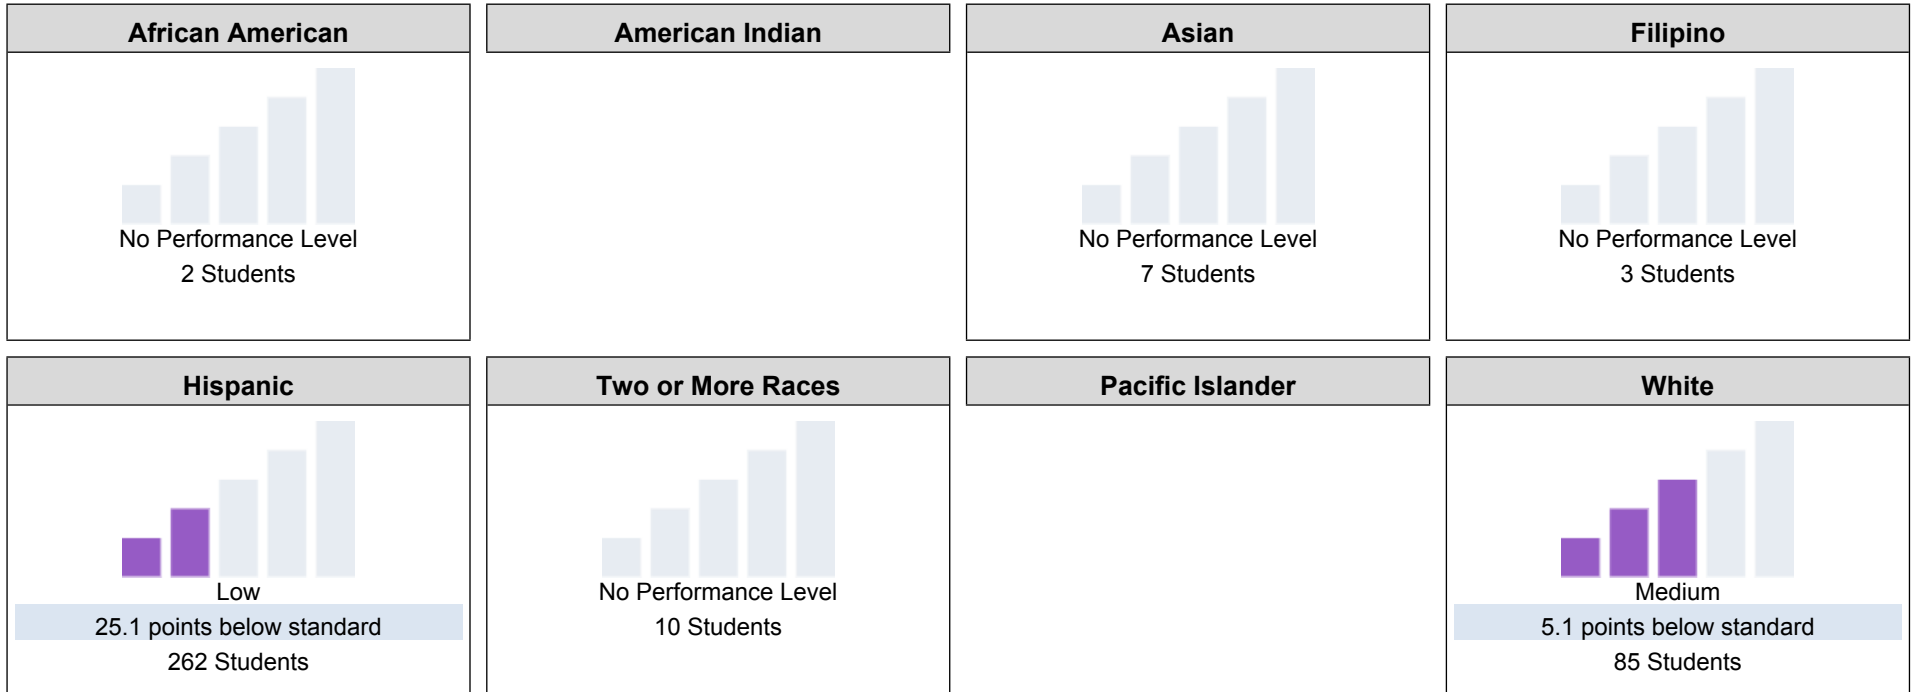 African American
No Performance Level
2 Students
American Indian
Asian
No Performance Level
7 Students
Filipino
No Performance Level
3 Students
Hispanic
Low
25.1 points below standard
262 Students
Two or More Races
No Performance Level
10 Students
Pacific Islander
White
Medium
5.1 points below standard
85 Students